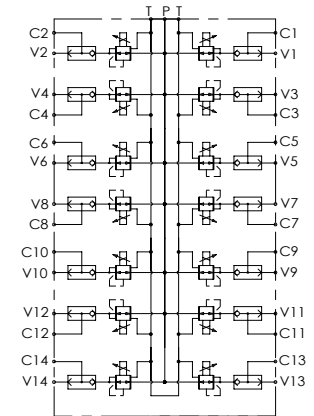 T P T
C2 C1
V2 V1
V4 V3
C4 C3
C6 C5
V6 V5
V8 V7
C8 C7
C10 C9
V10 V9
V12 V11
C12 C11
C14 C13
V14 V13